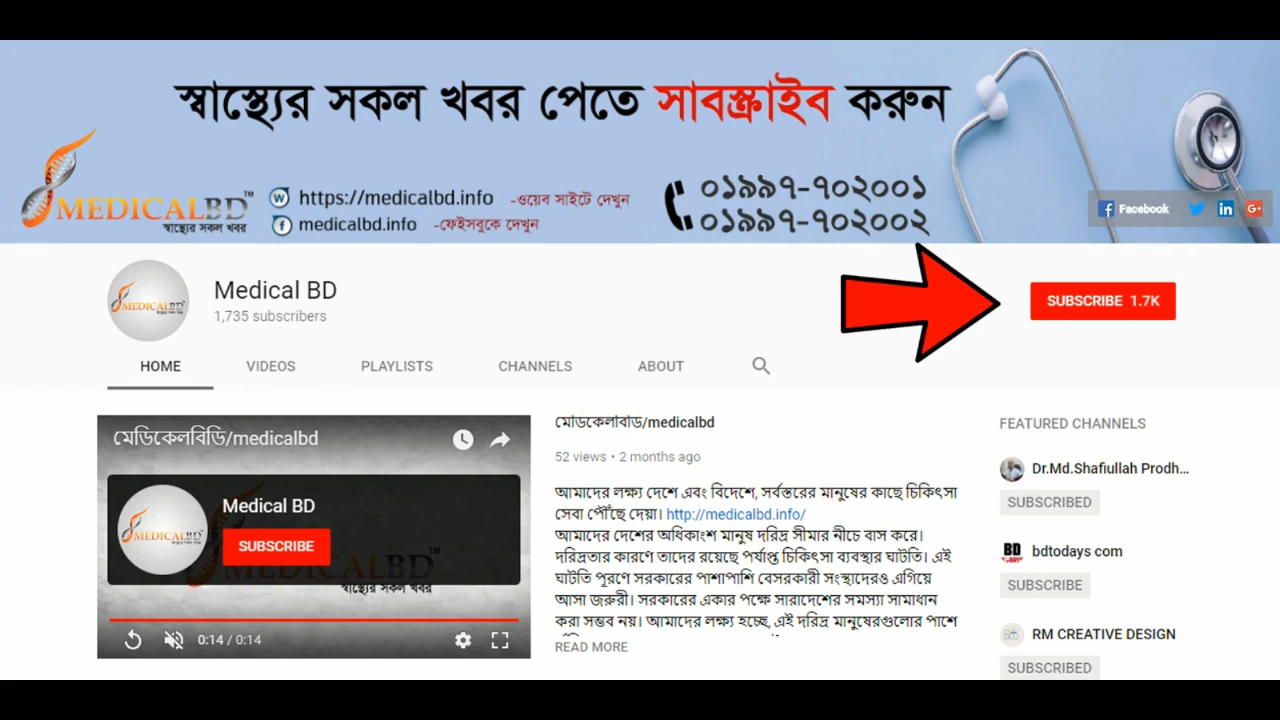 স্বাস্থ্যের সকল খবর পেতে সাবস্ক্রাইব করুন
MEDICALBD™
স্বাস্থ্যের সকল খবর
https://medicalbd.info -ওয়েব সাইটে দেখুন
medicalbd.info -ফেইসবুকে দেখুন
০১৯৯৭-৭০২০০১
০১৯৯৭-৭০২০০২
Facebook
Medical BD
1,735 subscribers
SUBSCRIBE 1.7K
HOME VIDEOS PLAYLISTS CHANNELS ABOUT
মেডিকেলবিডি/medicalbd
Medical BD
SUBSCRIBE
MEDICALBD™
স্বাস্থ্যের সকল খবর
0:14 / 0:14
মেডিকেলবিডি/medicalbd
52 views • 2 months ago
আমাদের লক্ষ্য দেশে এবং বিদেশে, সর্বস্তরের মানুষের কাছে চিকিৎসা
সেবা পৌঁছে দেয়া। http://medicalbd.info/
আমাদের দেশের অধিকাংশ মানুষ দরিদ্র সীমার নীচে বাস করে।
দরিদ্রতার কারণে তাদের রয়েছে পর্যাপ্ত চিকিৎসা ব্যবস্থার ঘাটতি। এই
ঘাটতি পূরণে সরকারের পাশাপাশি বেসরকারী সংস্থাদেরও এগিয়ে
আসা জরুরী। সরকারের একার পক্ষে সারাদেশের সমস্যা সামাধান
করা সম্ভব নয়। আমাদের লক্ষ্য হচ্ছে, এই দরিদ্র মানুষেরগুলোর পাশে
READ MORE
FEATURED CHANNELS
Dr.Md.Shafiullah Prodh...
SUBSCRIBED
bdtodays com
SUBSCRIBED
RM CREATIVE DESIGN
SUBSCRIBED